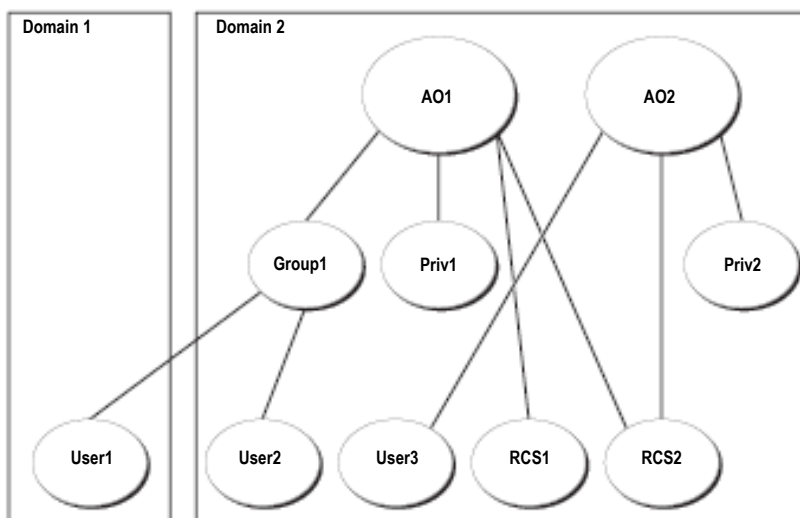 Domain 1
Domain 2
AO1
AO2
Group1
Priv1
Priv2
User1
User2
User3
RCS1
RCS2